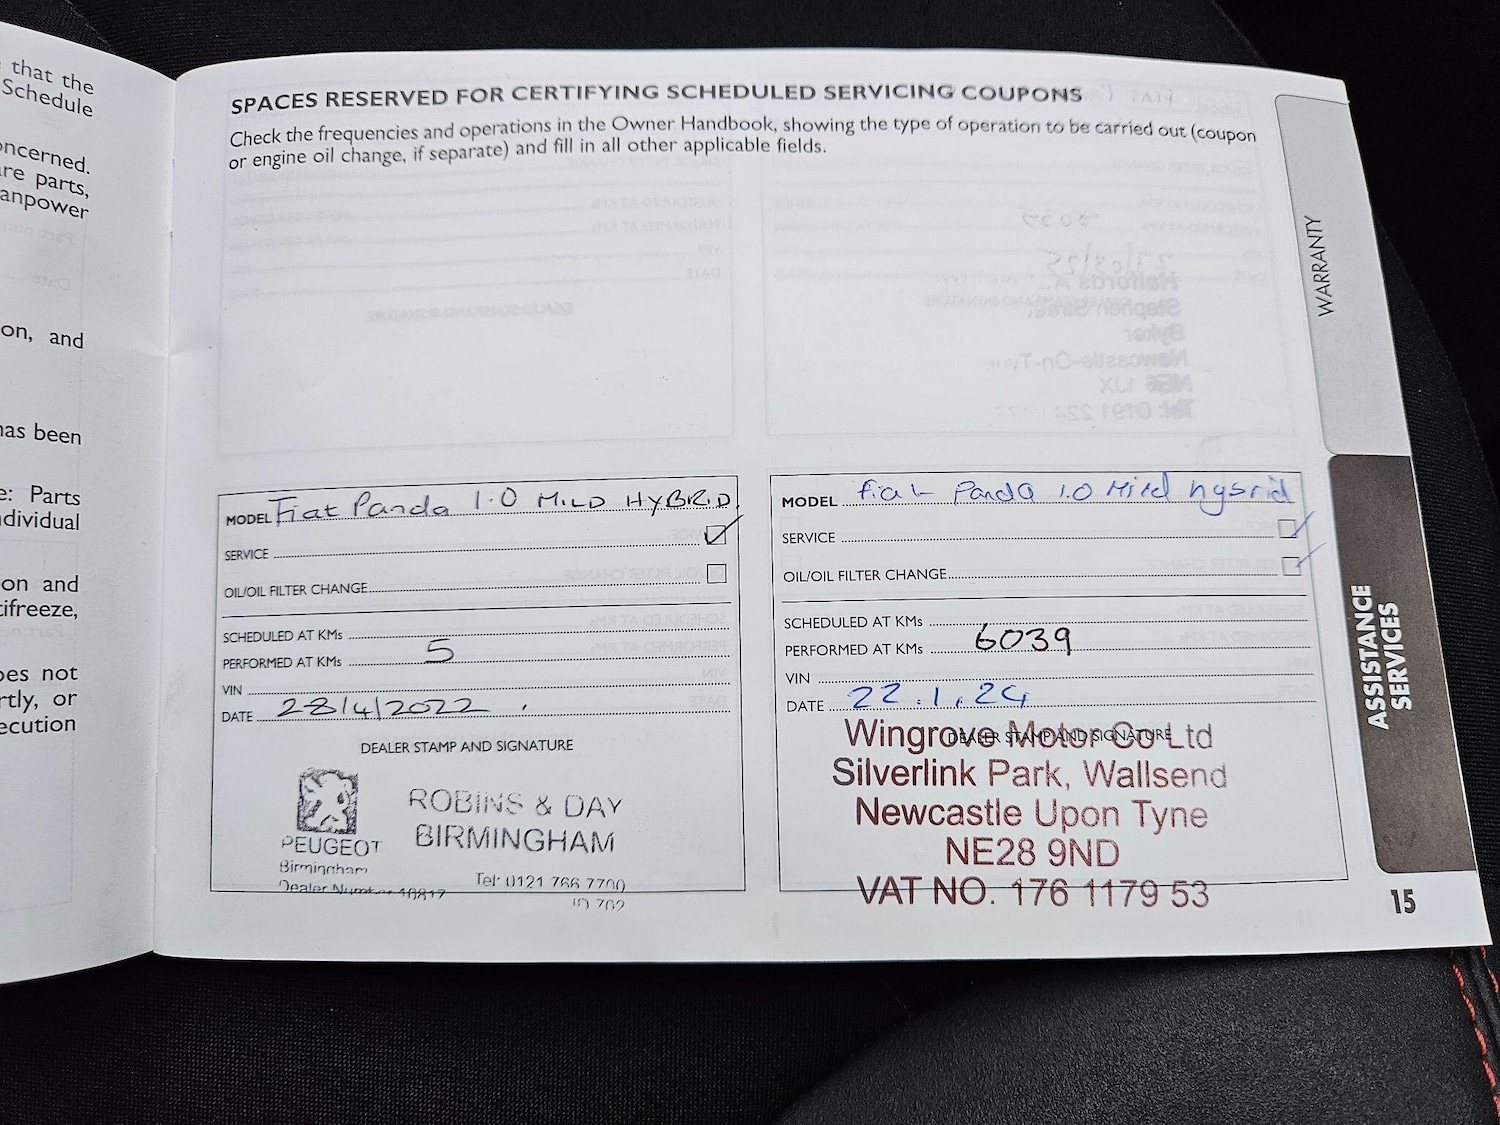 that the
Schedule
oncerned.
are parts,
anpower
on, and
has been
e: Parts
dividual
on and
tifreeze,
oes not
rtly, or
ecution
SPACES RESERVED FOR CERTIFYING SCHEDULED SERVICING COUPONS
Check the frequencies and operations in the Owner Handbook, showing the type of operation to be carried out (coupon
or engine oil change, if separate) and fill in all other applicable fields.
MODEL Fiat Panda 1.0 MILD HYBRID.
SERVICE
OIL/OIL FILTER CHANGE
SCHEDULED AT KMs
PERFORMED AT KMs 5
VIN
DATE 28/4/2022
DEALER STAMP AND SIGNATURE
PEUGEOT
Birmingham
Dealer Number 10817
ROBINS & DAY
BIRMINGHAM
Tel: 0121 766 7700
MODEL Fiat Panda 1.0 Mild hybrid
SERVICE
OIL/OIL FILTER CHANGE
SCHEDULED AT KMs
PERFORMED AT KMs 6039
VIN
DATE 22.1.24
DEALER STAMP AND SIGNATURE
Wingrove Motor Co Ltd
Silverlink Park, Wallsend
Newcastle Upon Tyne
NE28 9ND
VAT NO. 176 1179 53
WARRANTY
ASSISTANCE
SERVICES
15